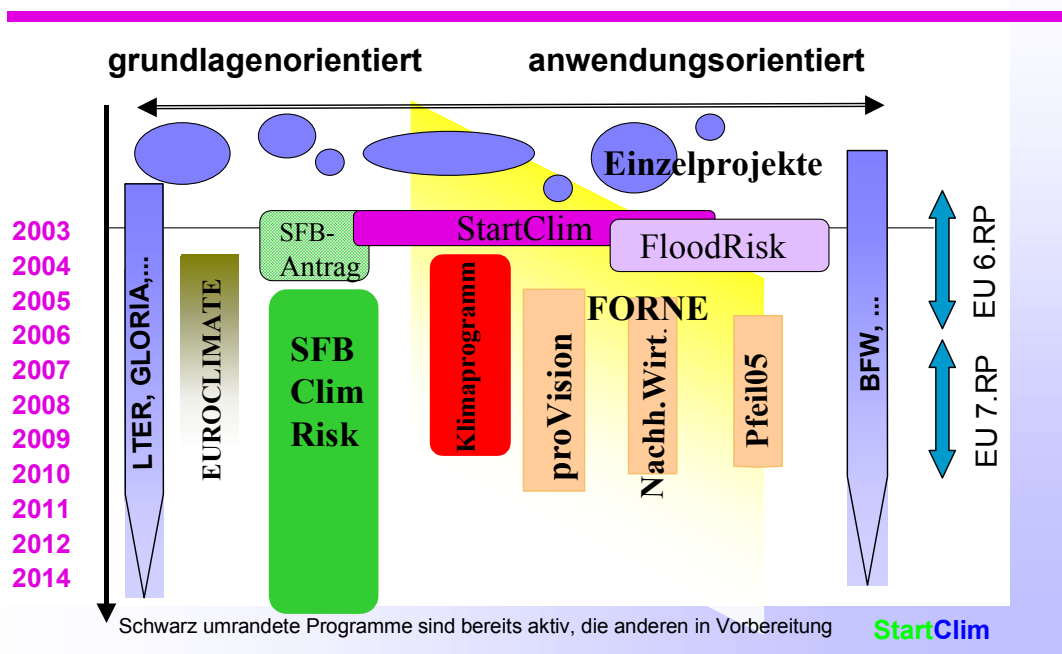 grundlagenorientiert
anwendungsorientiert
Einzelprojekte
2003
2004
2005
2006
2007
2008
2009
2010
2011
2012
2014
LTER, GLORIA,...
EUROCLIMATE
SFB-
Antrag
StartClim
FloodRisk
SFB
Clim
Risk
Klimaprogramm
FORNE
proVision
Nachh.Wirt.
Pfeil05
BFW, ...
EU 6.RP
EU 7.RP
Schwarz umrandete Programme sind bereits aktiv, die anderen in Vorbereitung
StartClim